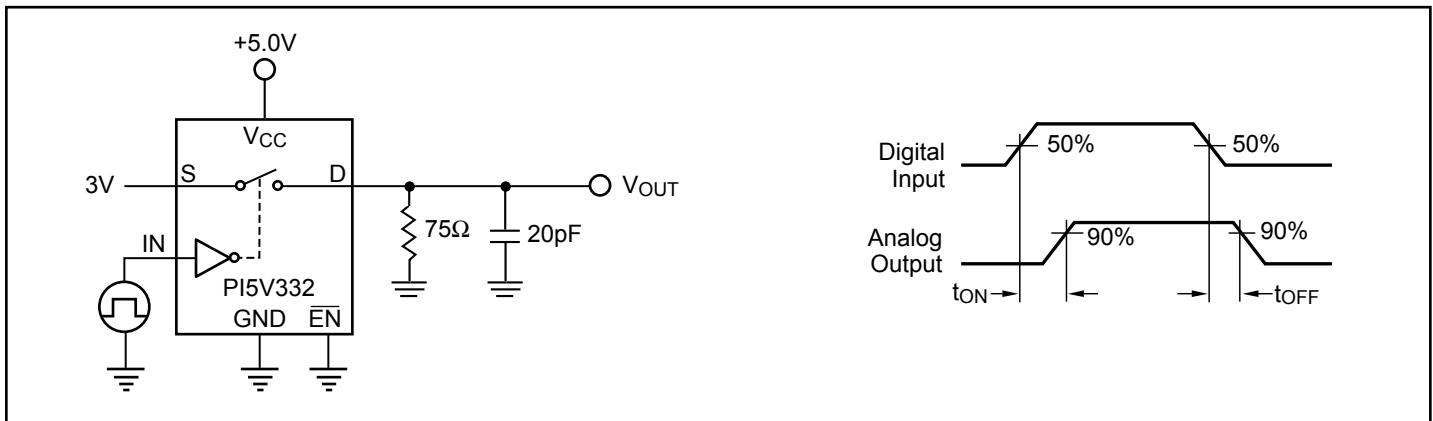 +5.0V
VCC
S
D
3V
VOUT
75Ω
20pF
IN
PI5V332
GND
EN
Digital
Input
50%
50%
Analog
Output
90%
90%
tON
tOFF